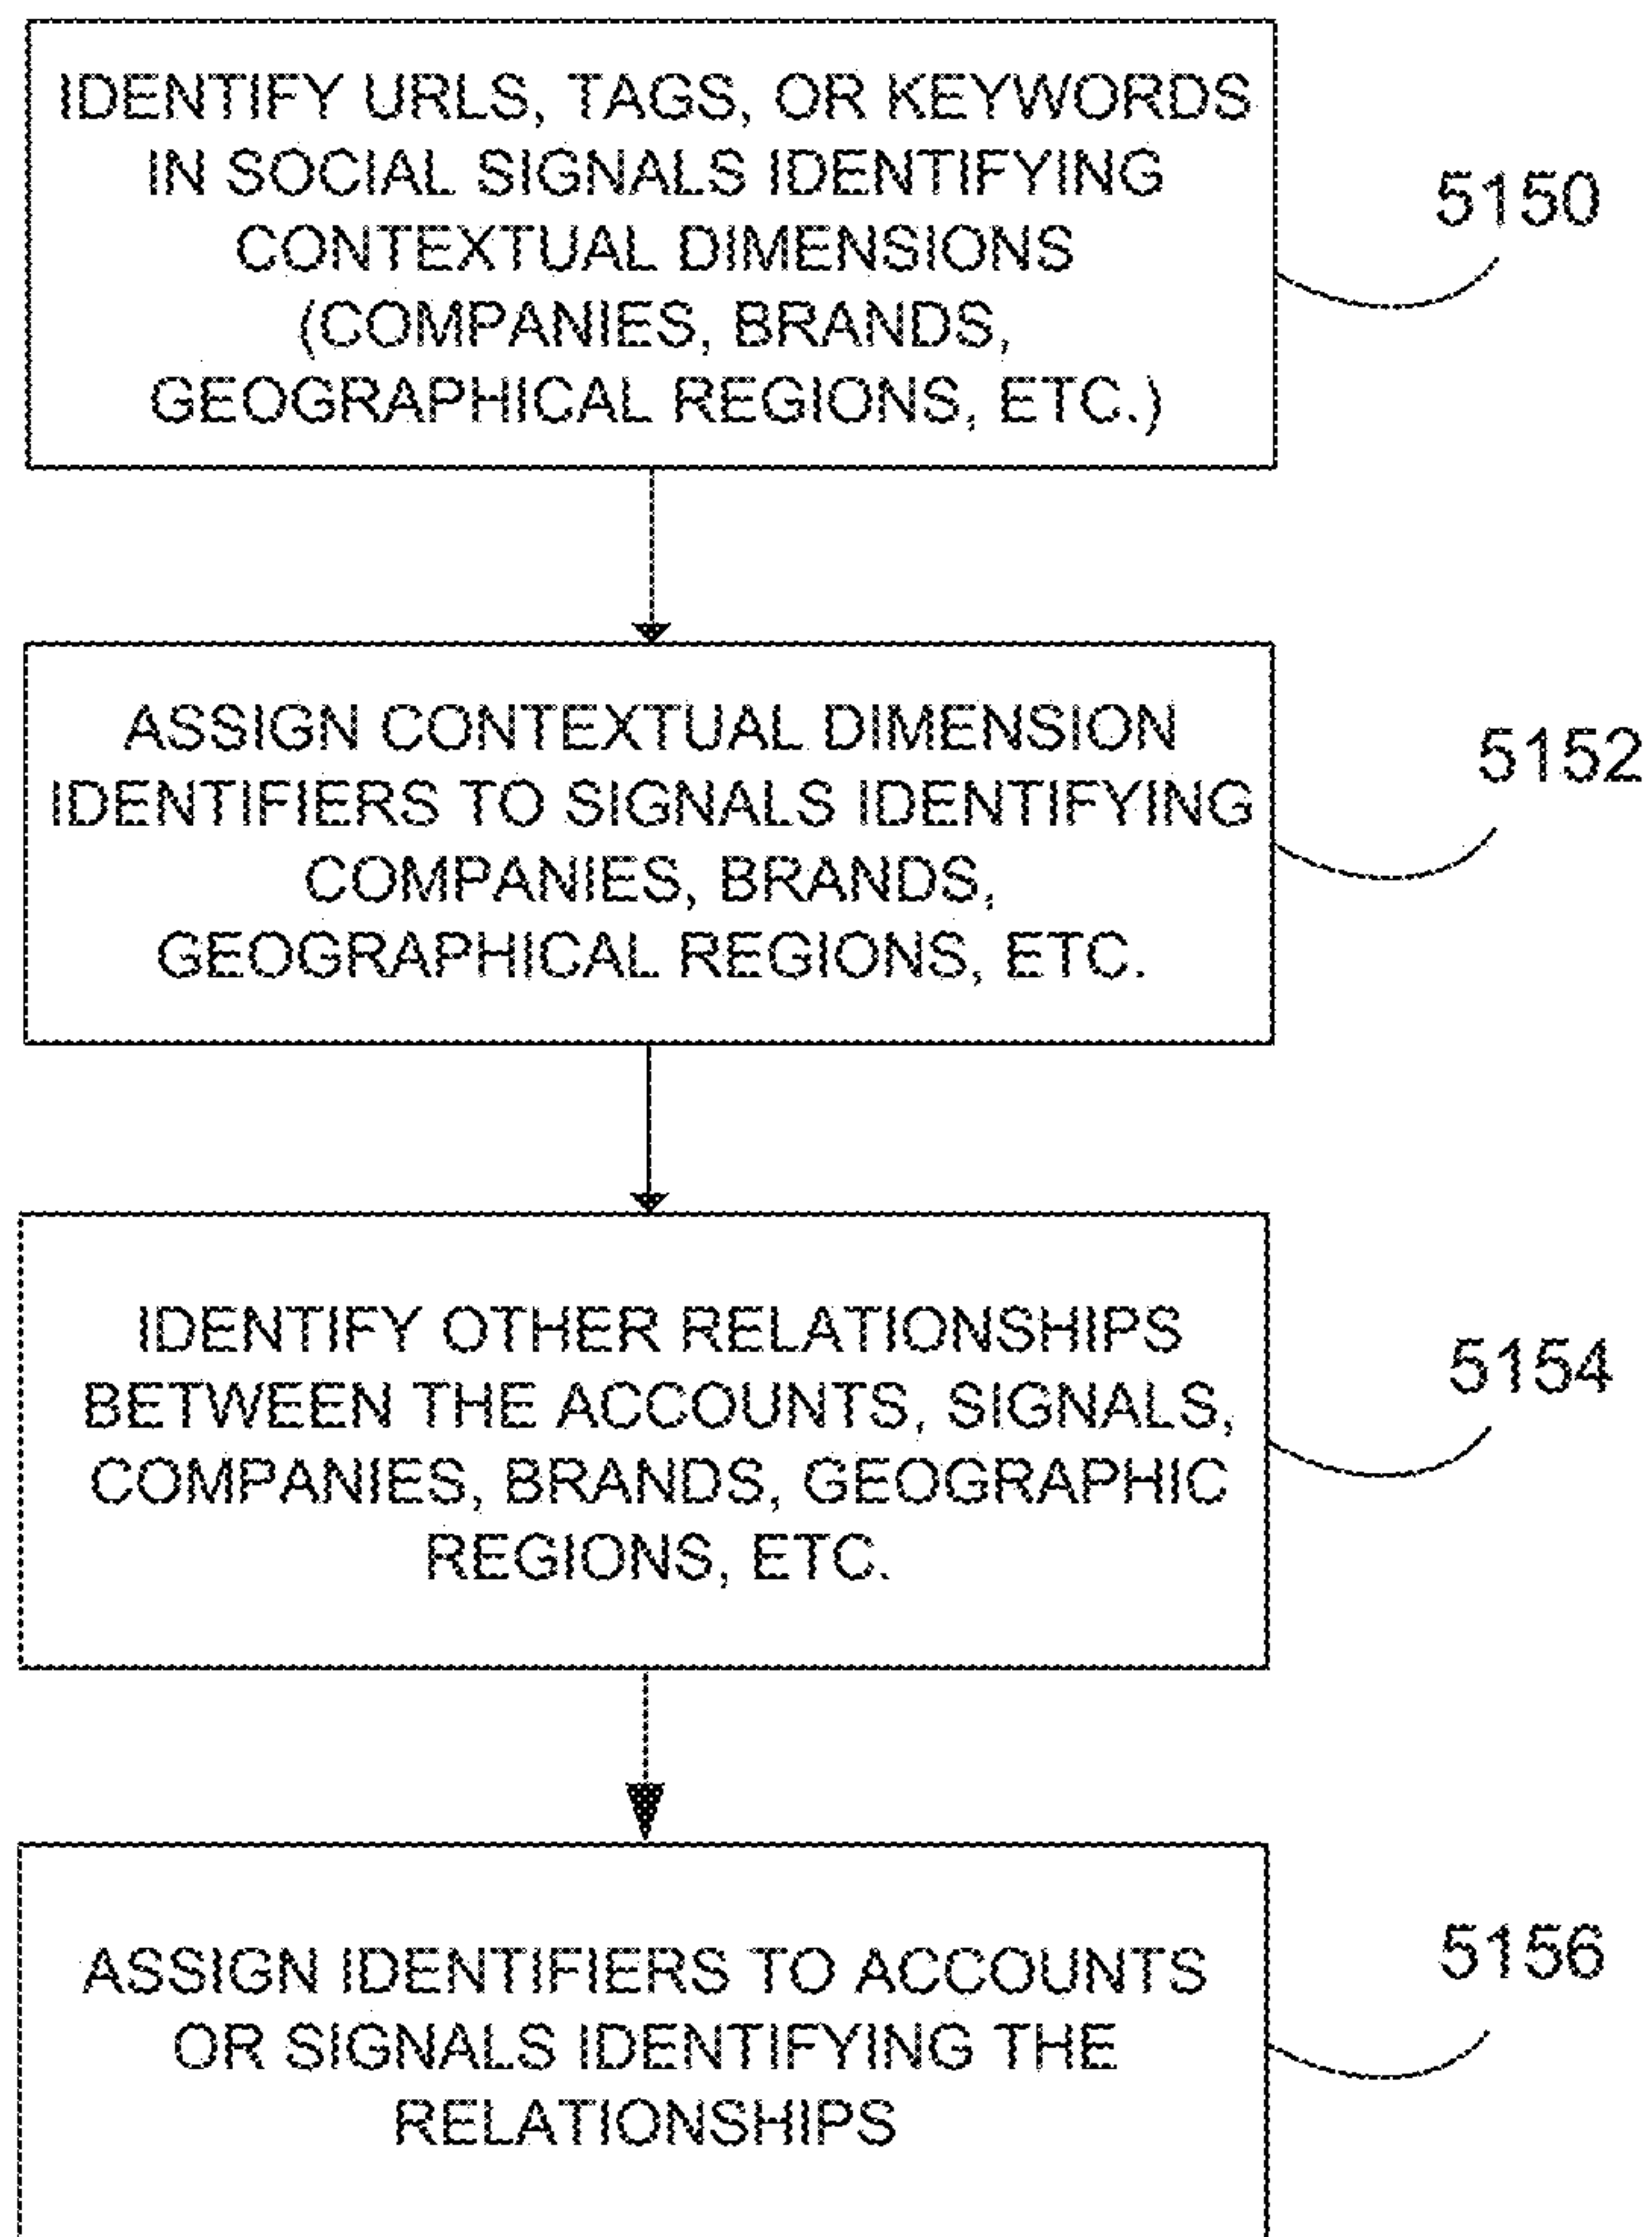 IDENTIFY URLS, TAGS, OR KEYWORDS
IN SOCIAL SIGNALS IDENTIFYING
CONTEXTUAL DIMENSIONS
(COMPANIES, BRANDS,
GEOGRAPHICAL REGIONS, ETC.)
5150
ASSIGN CONTEXTUAL DIMENSION
IDENTIFIERS TO SIGNALS IDENTIFYING
COMPANIES, BRANDS,
GEOGRAPHICAL REGIONS, ETC.
5152
IDENTIFY OTHER RELATIONSHIPS
BETWEEN THE ACCOUNTS, SIGNALS,
COMPANIES, BRANDS, GEOGRAPHIC
REGIONS, ETC.
5154
ASSIGN IDENTIFIERS TO ACCOUNTS
OR SIGNALS IDENTIFYING THE
RELATIONSHIPS
5156